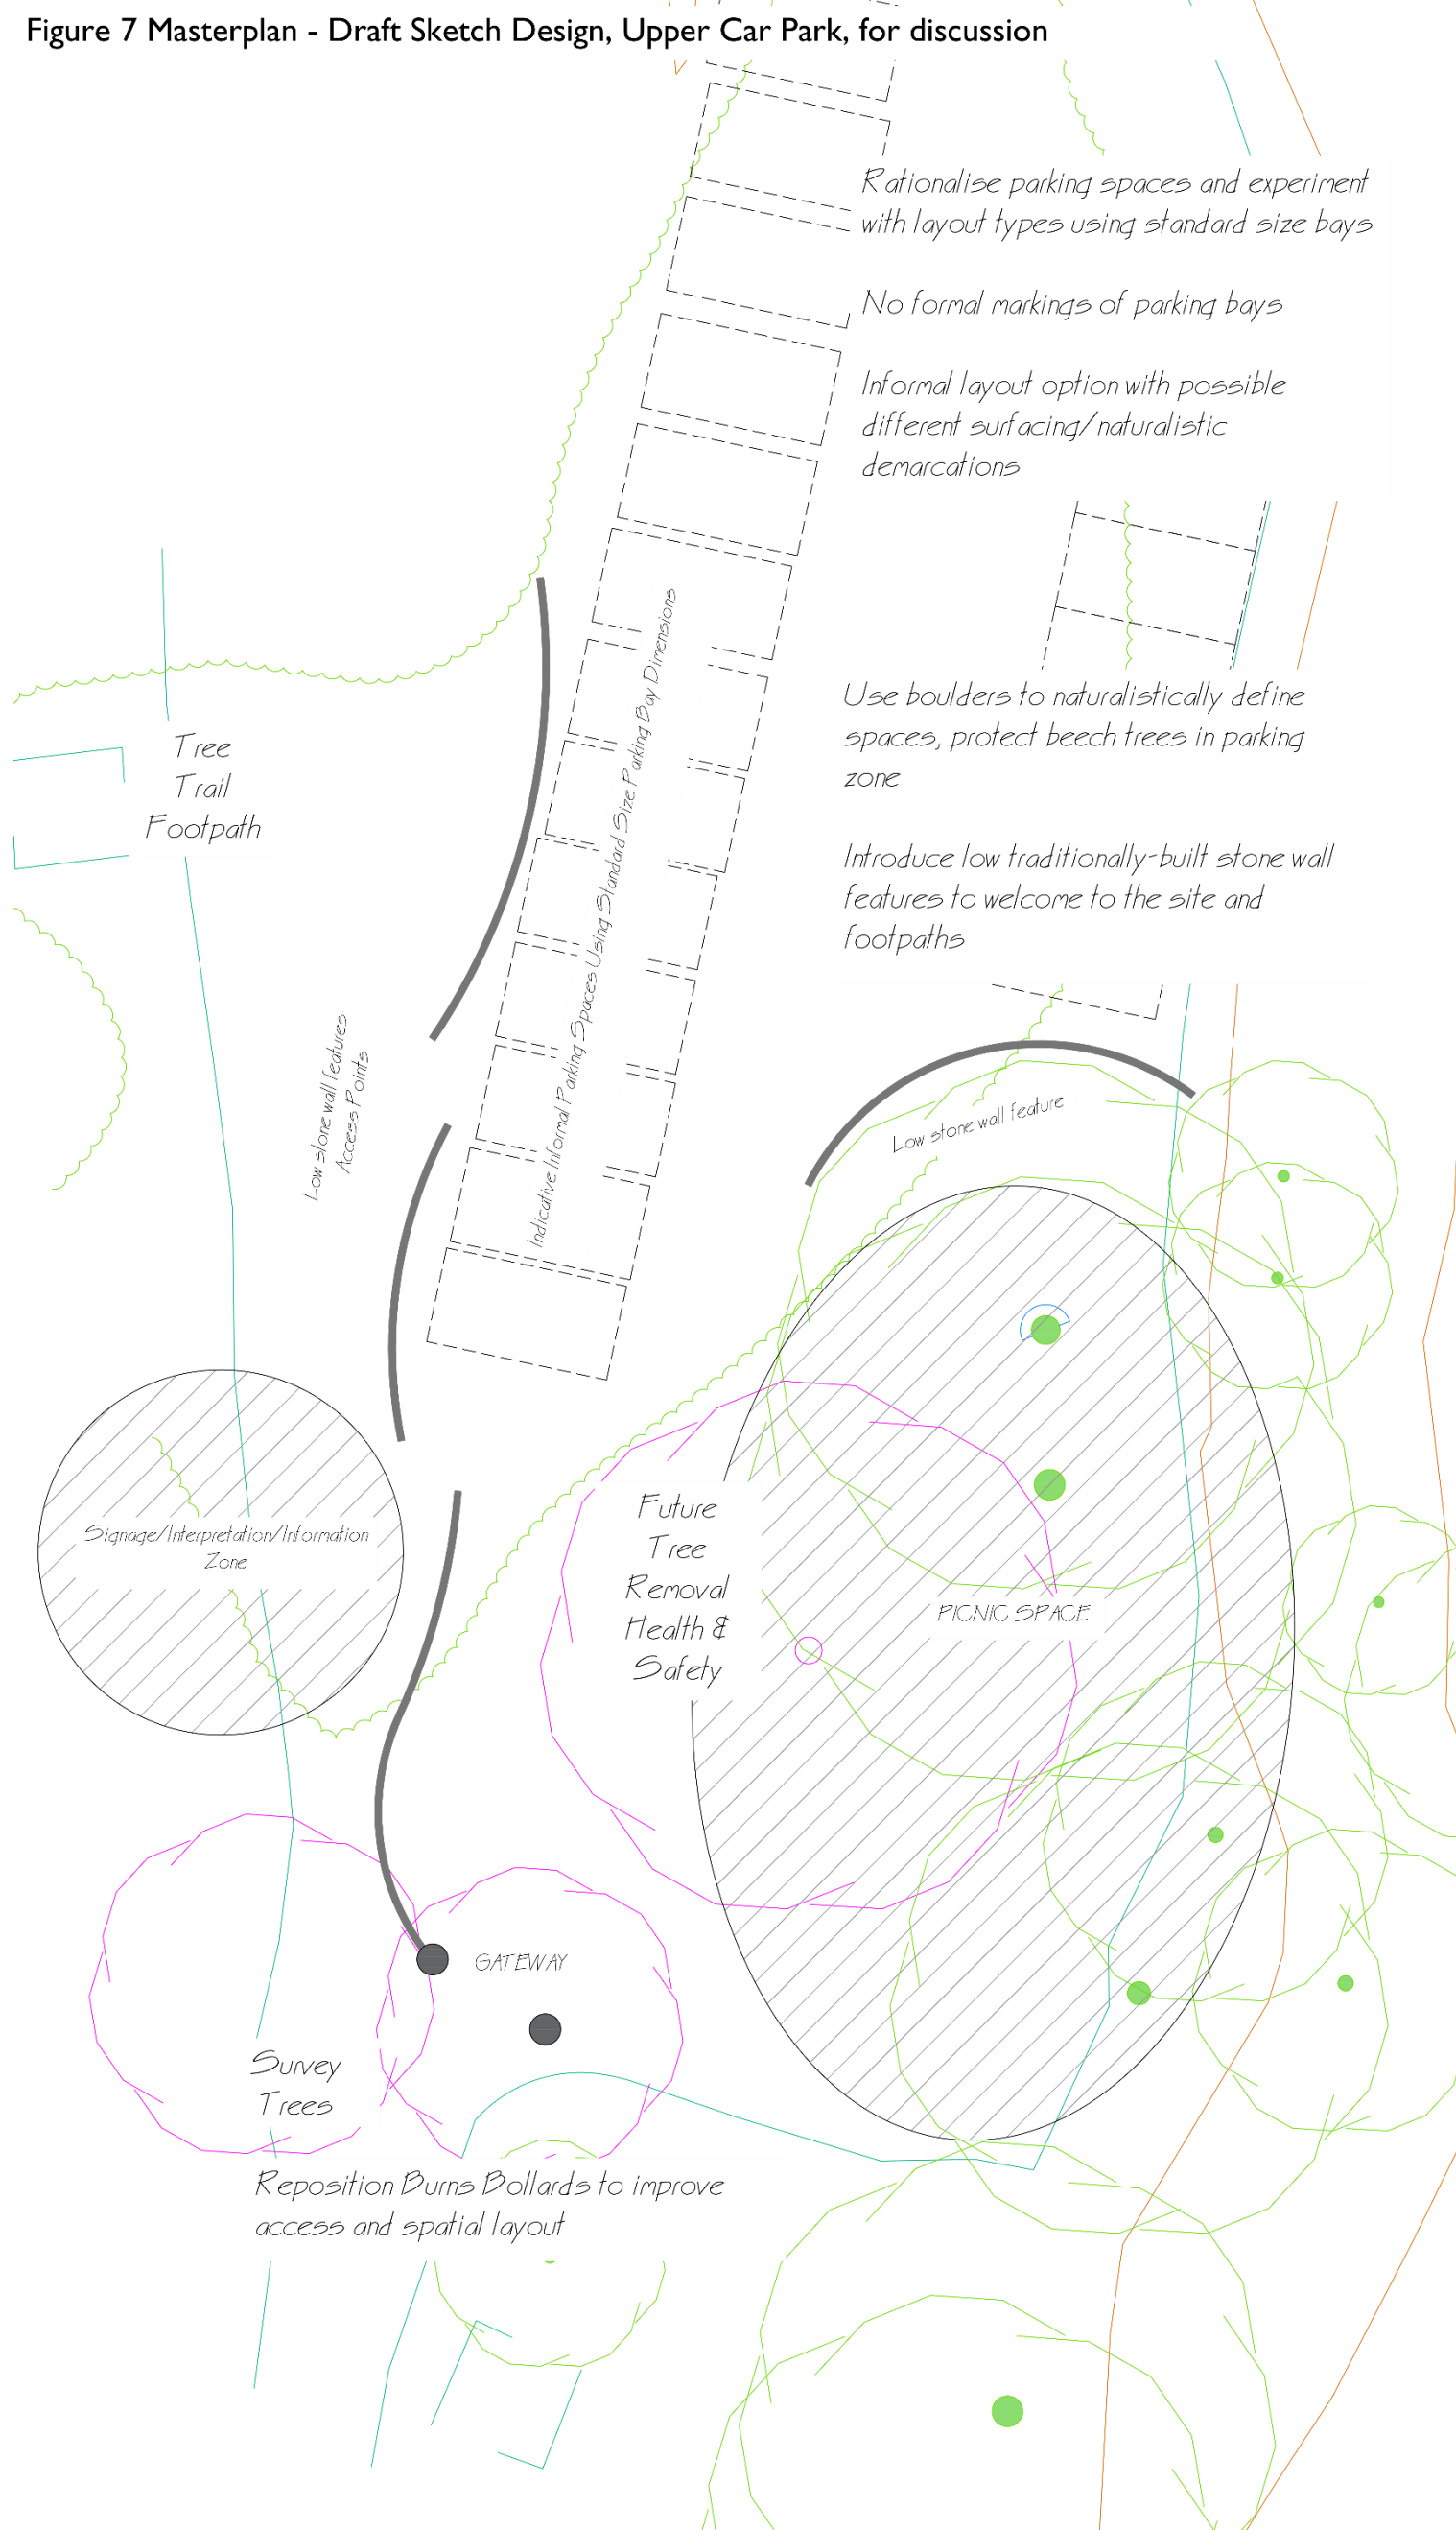 Figure 7 Masterplan - Draft Sketch Design, Upper Car Park, for discussion
Rationalise parking spaces and experiment
with layout types using standard size bays
No formal markings of parking bays
Informal layout option with possible
different surfacing/naturalistic
demarcations
Indicative Informal Parking Spaces Using Standard Size Parking Bay Dimensions
Use boulders to naturalistically define
spaces, protect beech trees in parking
zone
Introduce low traditionally-built stone wall
features to welcome to the site and
footpaths
Tree
Trail
Footpath
Low stone wall features
Access Points
Low stone wall feature
Signage/Interpretation/Information
Zone
Future
Tree
Removal
Health &
Safety
PICNIC SPACE
GATEWAY
Survey
Trees
Reposition Burns Bollards to improve
access and spatial layout